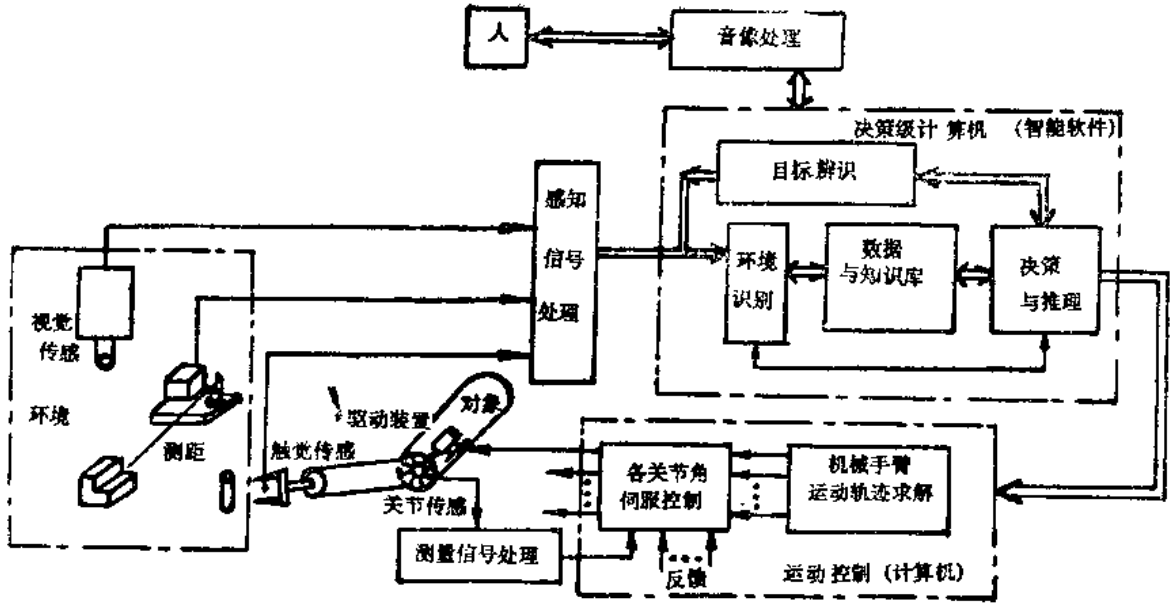 人
音像处理
决策级计算机 (智能软件)
目标辨识
感知
信号
处理
环境
识别
数据
与知识库
决策
与推理
视觉
传感
环境
测距
触觉传感
驱动装置
对象
关节传感
测量信号处理
各关节角
伺服控制
机械手臂
运动轨迹求解
反馈
运动控制 (计算机)